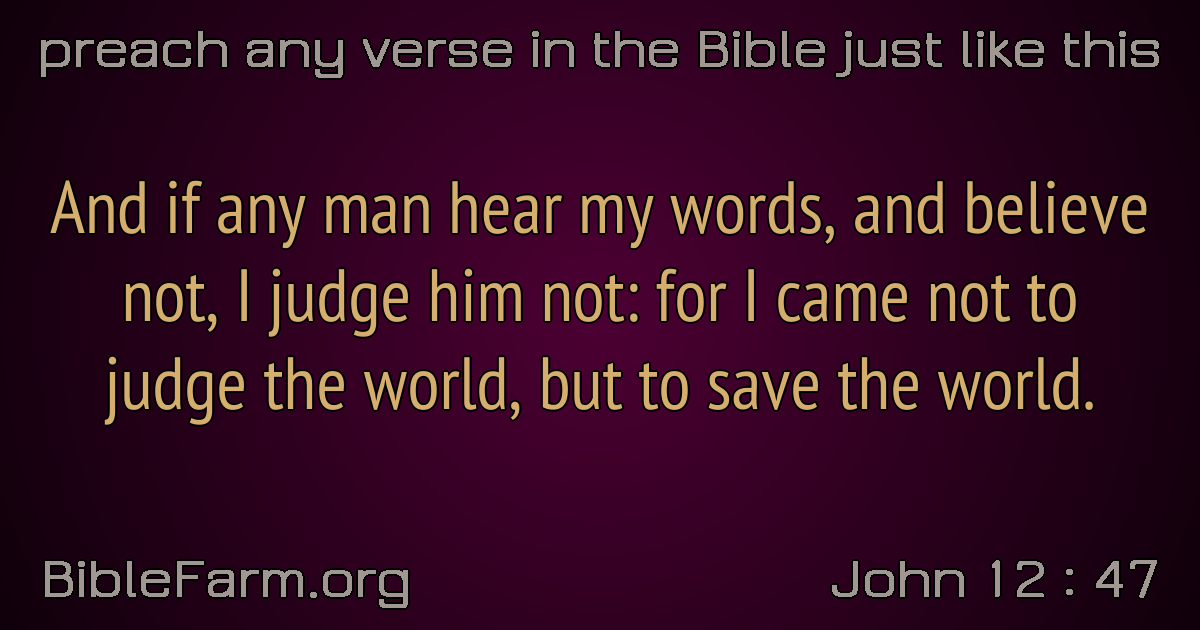 preach any verse in the Bible just like this
And if any man hear my words, and believe
not, I judge him not: for I came not to
judge the world, but to save the world.
BibleFarm.org
John 12 : 47